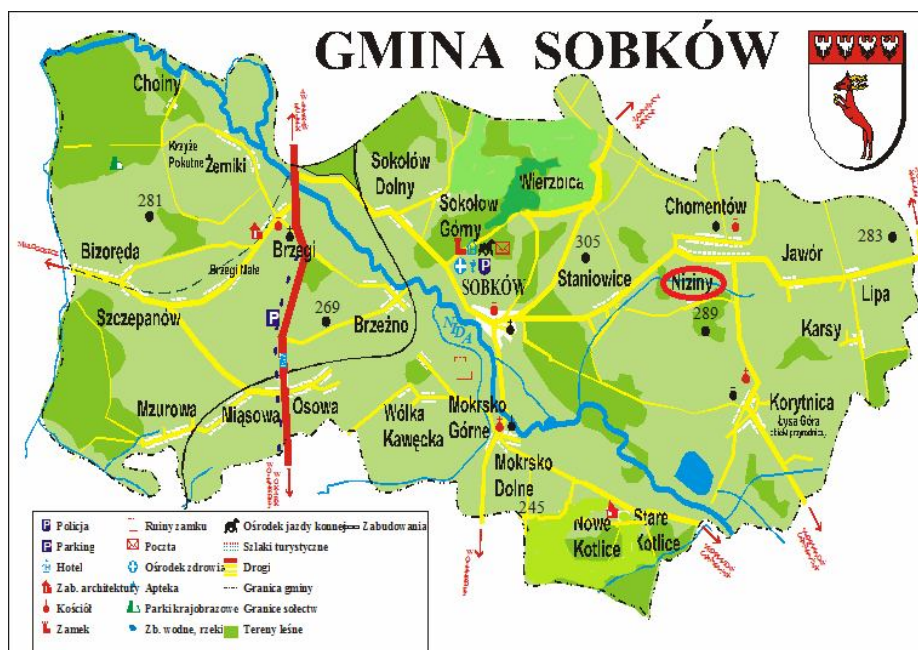 GMINA SOBKÓW
Choiny
Krzyże
Pokutne
Żerniki
Sokołów
Dolny
Wierzbica
Sokołów
Górny
Chomentów
281
305
283
Bizoręda
Brzegi
Brzegi Małe
SOBKÓW
Staniowice
Niziny
Jawór
Lipa
Szczepanów
269
Brzeźno
NIDA
289
Karsy
Mzurowa
Miąsowa
Osowa
Wólka
Kawęcka
Mokrsko
Górne
Korytnica
Łysa Góra
Mokrsko
Dolne
245
Nowe
Kotlice
Stare
Kotlice
P Policja
Ruiny zamku
Ośrodek jazdy konnej
Zabudowania
P Parking
Poczta
Szlaki turystyczne
Hotel
Ośrodek zdrowia
Drogi
Zab. architektury
Apteka
Granica gminy
Kościół
Parki krajobrazowe
Granice sołectw
Zamek
Zb. wodne, rzeki
Tereny leśne